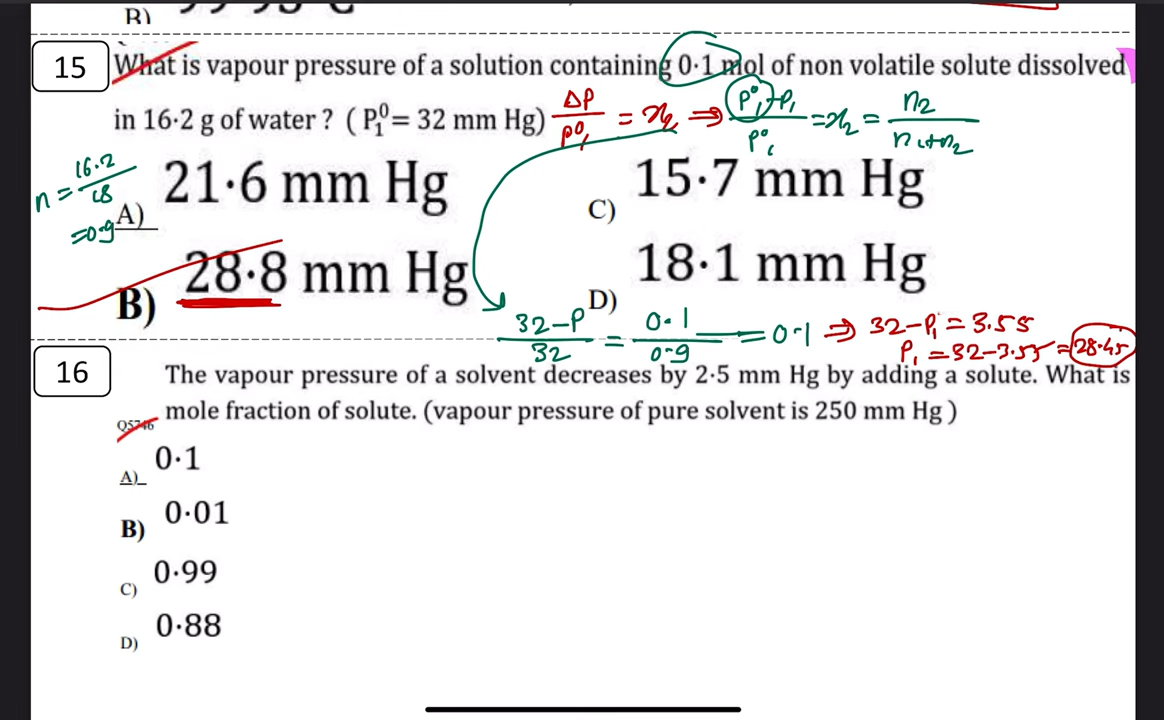 B)
15
What is vapour pressure of a solution containing 0·1 mol of non volatile solute dissolved
in 16·2 g of water ? ( P₁⁰= 32 mm Hg)
ΔP/P₁⁰ = x₂ ⇒ (P₁⁰ - P₁)/P₁⁰ = x₂ = n₂/(n₁+n₂)
n = 16.2/18
= 0.9
A) 21·6 mm Hg
C) 15·7 mm Hg
B) 28·8 mm Hg
D) 18·1 mm Hg
(32-P)/32 = 0.1/0.9 = 0.1 ⇒ 32-P₁ = 3.55
P₁ = 32-3.55 = 28.45
16
The vapour pressure of a solvent decreases by 2·5 mm Hg by adding a solute. What is
mole fraction of solute. (vapour pressure of pure solvent is 250 mm Hg )
Q5746
A) 0·1
B) 0·01
C) 0·99
D) 0·88